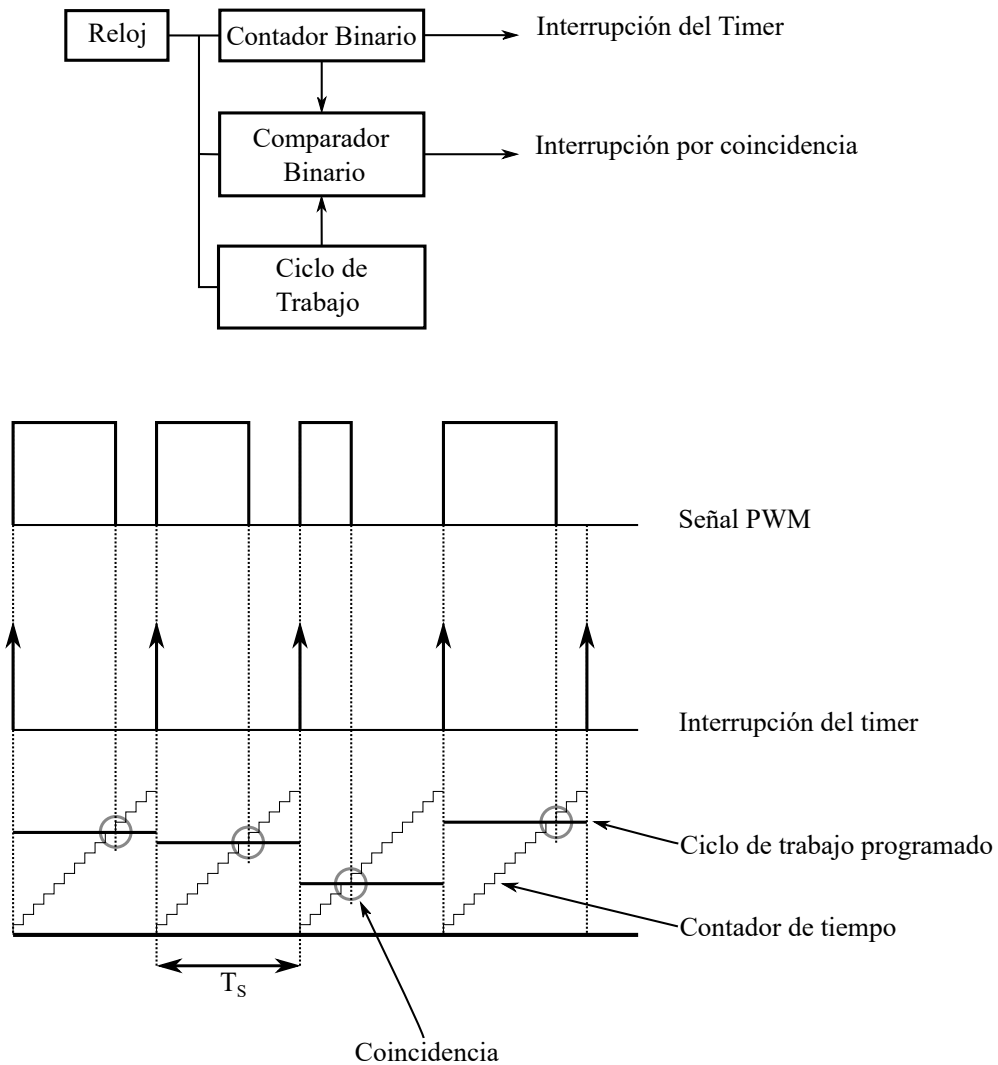 Reloj
Contador Binario
Interrupción del Timer
Comparador
Binario
Interrupción por coincidencia
Ciclo de
Trabajo
Señal PWM
Interrupción del timer
Ciclo de trabajo programado
Contador de tiempo
TS
Coincidencia